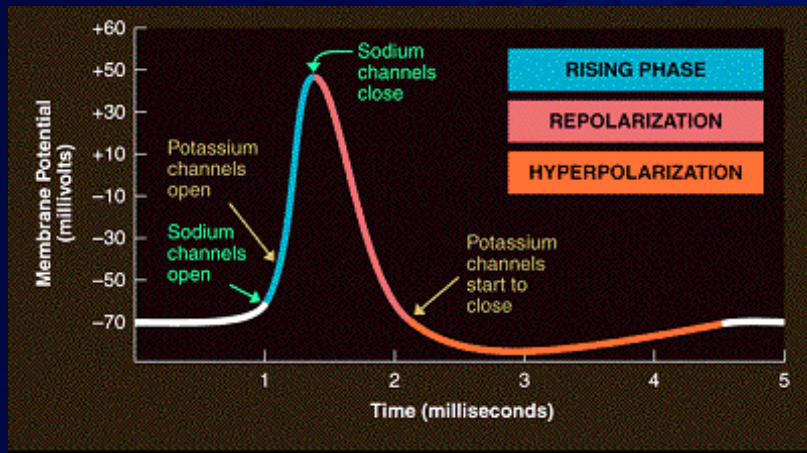 +60
+50
+30
+10
−10
−30
−50
−70
Membrane Potential
(millivolts)
Sodium
channels
close
Potassium
channels
open
Sodium
channels
open
Potassium
channels
start to
close
RISING PHASE
REPOLARIZATION
HYPERPOLARIZATION
1
2
3
4
5
Time (milliseconds)